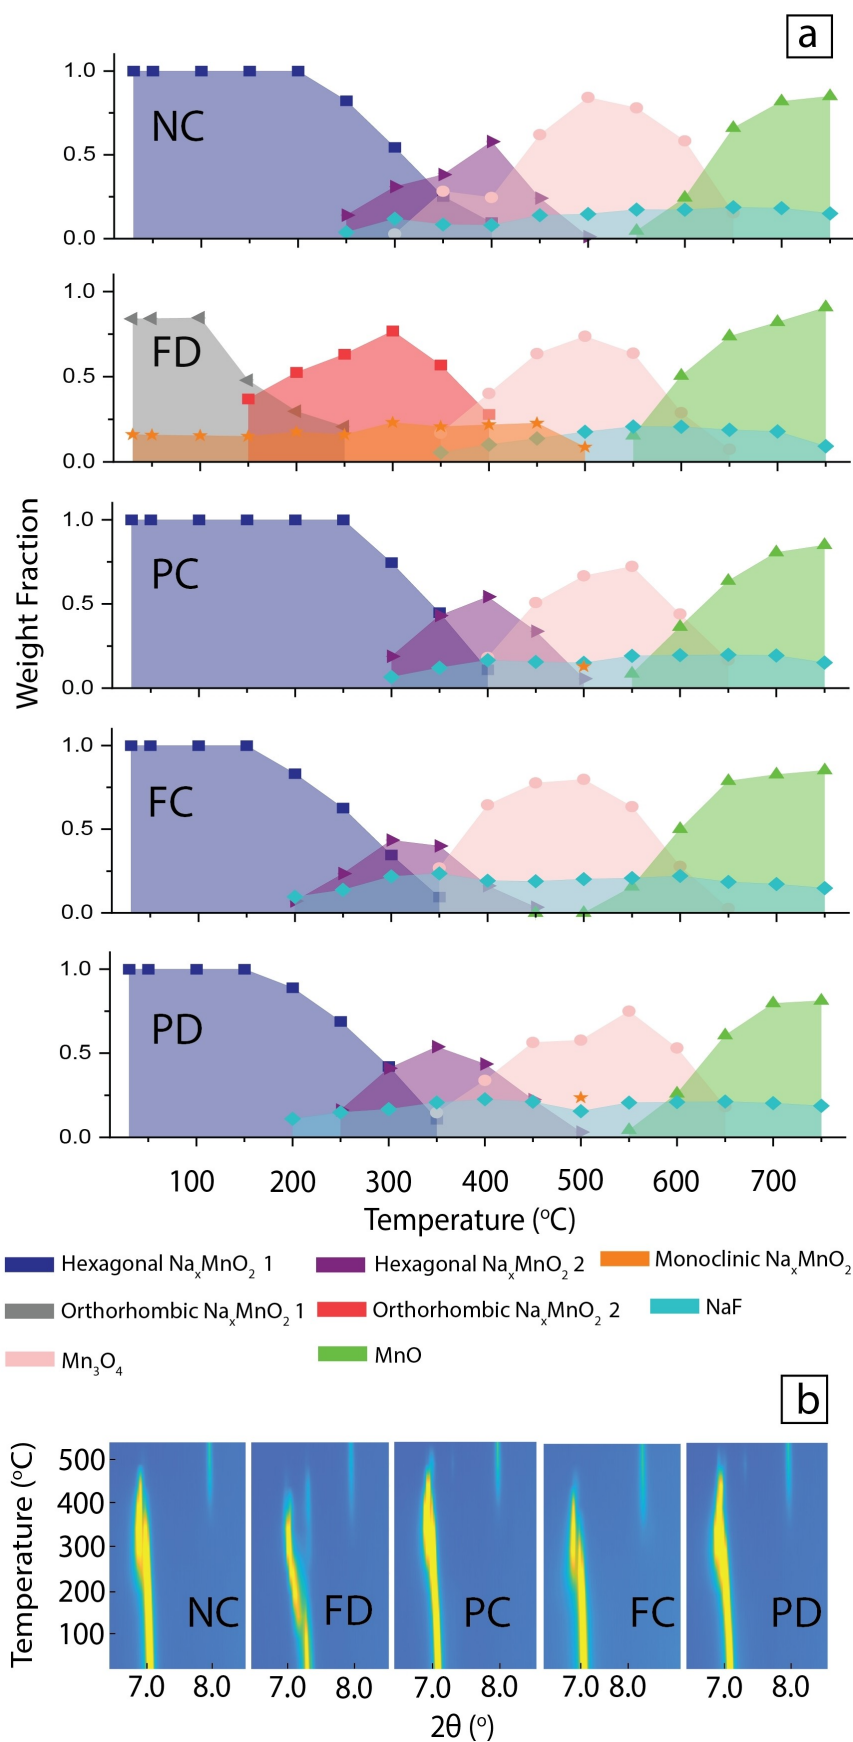 a
1.0
NC
0.5
0.0
1.0
FD
0.5
0.0
Weight Fraction
1.0
PC
0.5
0.0
1.0
FC
0.5
0.0
1.0
PD
0.5
0.0
100 200 300 400 500 600 700
Temperature (°C)
Hexagonal NaₓMnO₂ 1 Hexagonal NaₓMnO₂ 2 Monoclinic NaₓMnO₂
Orthorhombic NaₓMnO₂ 1 Orthorhombic NaₓMnO₂ 2 NaF
Mn₃O₄ MnO
b
Temperature (°C)
500
400
300
200
100
NC FD PC FC PD
7.0 8.0 7.0 8.0 7.0 8.0 7.0 8.0 7.0 8.0
2θ (°)